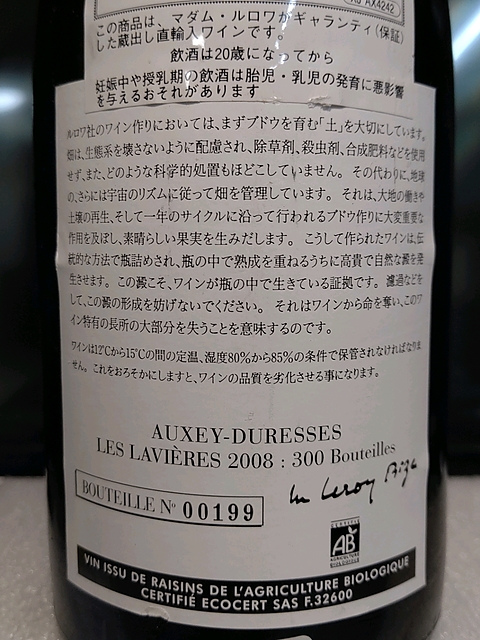 AX4242
この商品は、マダム・ルロワがギャランティ(保証)
した蔵出し直輸入ワインです。
飲酒は20歳になってから
妊娠中や授乳期の飲酒は胎児・乳児の発育に悪影響
を与えるおそれがあります
ルロワ社のワイン作りにおいては、まずブドウを育む「土」を大切にしています。
畑は、生態系を壊さないように配慮され、除草剤、殺虫剤、合成肥料などを使用
せず、また、どのような科学的処置もほどこしていません。 その代わりに、地球
の、さらには宇宙のリズムに従って畑を管理しています。 それは、大地の働きや
土壌の再生、そして一年のサイクルに沿って行われるブドウ作りに大変重要な
作用を及ぼし、素晴らしい果実を生みだします。 こうして作られたワインは、伝
統的な方法で瓶詰めされ、瓶の中で熟成を重ねるうちに高貴で自然な澱を発
生させます。 この澱こそ、ワインが瓶の中で生きている証拠です。 濾過などを
して、この澱の形成を妨げないでください。 それはワインから命を奪い、このワ
イン特有の長所の大部分を失うことを意味するのです。
ワインは12℃から15℃の間の定温、湿度80%から85%の条件で保管されなければなりま
せん。 これをおろそかにしますと、ワインの品質を劣化させる事になります。
AUXEY-DURESSES
LES LAVIÈRES 2008 : 300 Bouteilles
BOUTEILLE N° 00199
CERTIFIÉ
AB
AGRICULTURE
BIOLOGIQUE
VIN ISSU DE RAISINS DE L'AGRICULTURE BIOLOGIQUE
CERTIFIÉ ECOCERT SAS F.32600